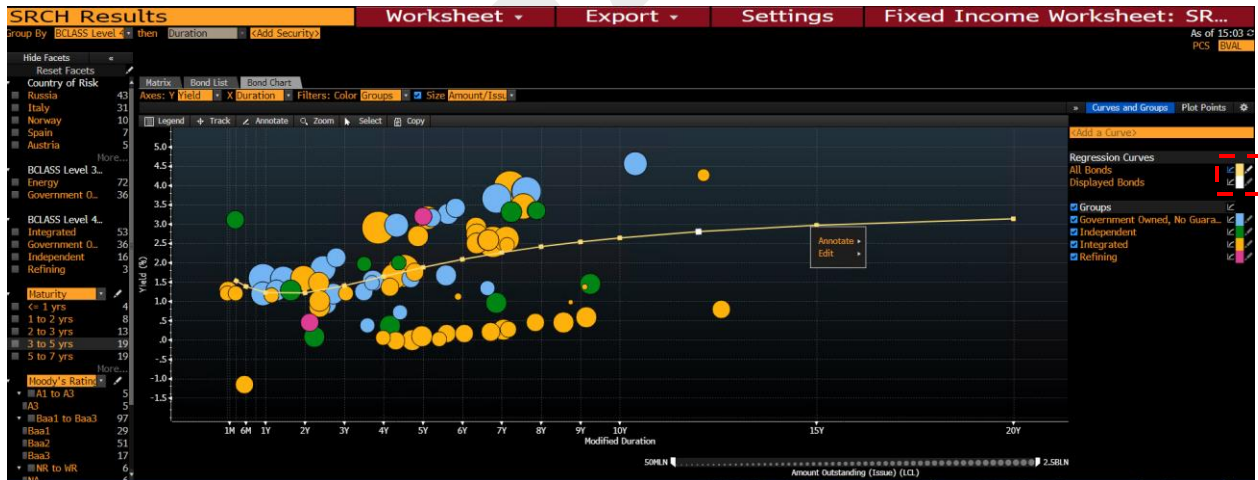 SRCH Results Worksheet Export Settings Fixed Income Worksheet: SR...
Group By BCLASS Level 4 then Duration <Add Security> As of 15:03
PCS BVAL
Hide Facets «
Reset Facets
Country of Risk
Russia 43
Italy 31
Norway 10
Spain 7
Austria 5
More...
BCLASS Level 3...
Energy 72
Government O... 36
BCLASS Level 4...
Integrated 53
Government O... 36
Independent 16
Refining 3
Maturity
<= 1 yrs 4
1 to 2 yrs 8
2 to 3 yrs 13
3 to 5 yrs 19
5 to 7 yrs 19
More...
Moody's Rating
A1 to A3 5
A3 5
Baa1 to Baa3 97
Baa1 29
Baa2 51
Baa3 17
NR to WR 6
Matrix Bond List Bond Chart
Axes: Y Yield X Duration Filters: Color Groups Size Amount/Issu
Legend Track Annotate Zoom Select Copy
5.0
4.5
4.0
3.5
3.0
2.5
2.0
1.5
1.0
.5
.0
-.5
-1.0
-1.5
Yield (%)
Annotate
Edit
1M 6M 1Y 2Y 3Y 4Y 5Y 6Y 7Y 8Y 9Y 10Y 15Y 20Y
Modified Duration
50MLN 2.5BLN
Amount Outstanding (Issue) (LCL)
» Curves and Groups Plot Points
<Add a Curve>
Regression Curves
All Bonds
Displayed Bonds
Groups
Government Owned, No Guara...
Independent
Integrated
Refining